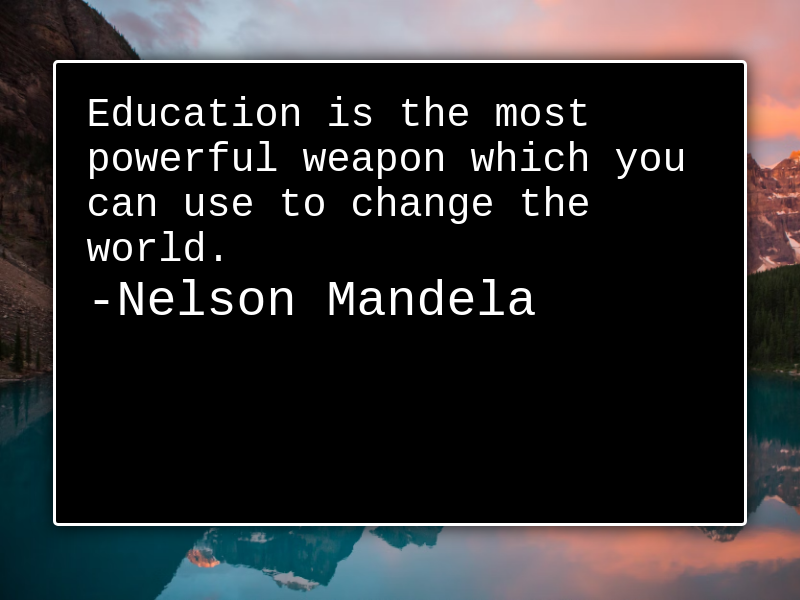 Education is the most
powerful weapon which you
can use to change the
world.
-Nelson Mandela